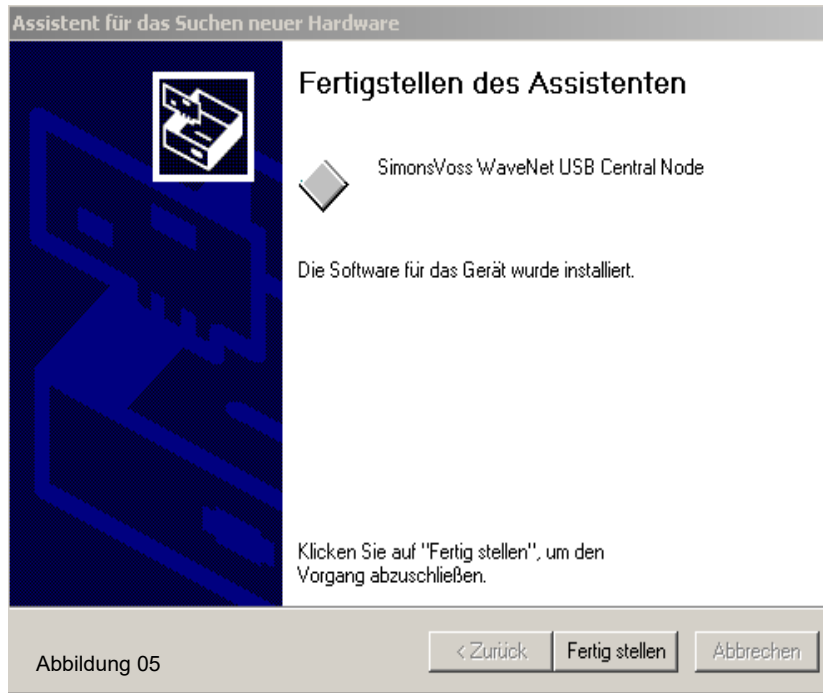 Assistent für das Suchen neuer Hardware
Fertigstellen des Assistenten
SimonsVoss WaveNet USB Central Node
Die Software für das Gerät wurde installiert.
Klicken Sie auf "Fertig stellen", um den
Vorgang abzuschließen.
< Zurück
Fertig stellen
Abbrechen
Abbildung 05